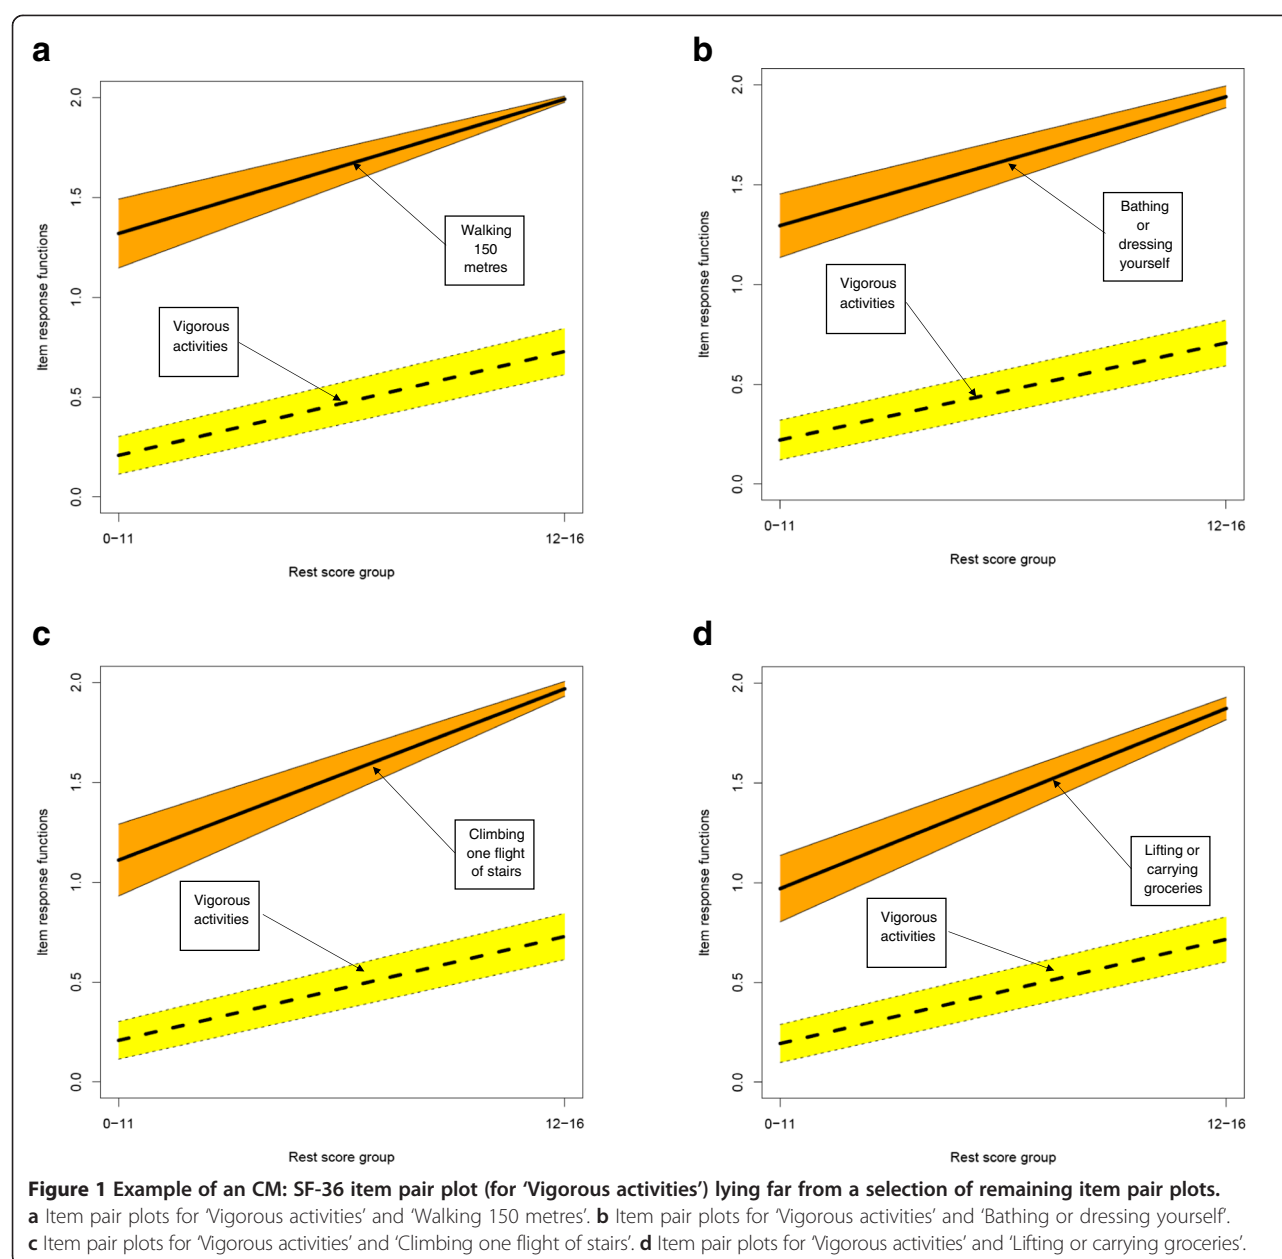 a
2.0
1.5
1.0
0.5
0.0
Item response functions
Walking
150
metres
Vigorous
activities
0−11
12−16
Rest score group
b
2.0
1.5
1.0
0.5
0.0
Item response functions
Bathing
or
dressing
yourself
Vigorous
activities
0−11
12−16
Rest score group
c
2.0
1.5
1.0
0.5
0.0
Item response functions
Climbing
one flight
of stairs
Vigorous
activities
0−11
12−16
Rest score group
d
2.0
1.5
1.0
0.5
0.0
Item response functions
Lifting or
carrying
groceries
Vigorous
activities
0−11
12−16
Rest score group
Figure 1 Example of an CM: SF-36 item pair plot (for ‘Vigorous activities’) lying far from a selection of remaining item pair plots.
a Item pair plots for ‘Vigorous activities’ and ‘Walking 150 metres’. b Item pair plots for ‘Vigorous activities’ and ‘Bathing or dressing yourself’.
c Item pair plots for ‘Vigorous activities’ and ‘Climbing one flight of stairs’. d Item pair plots for ‘Vigorous activities’ and ‘Lifting or carrying groceries’.